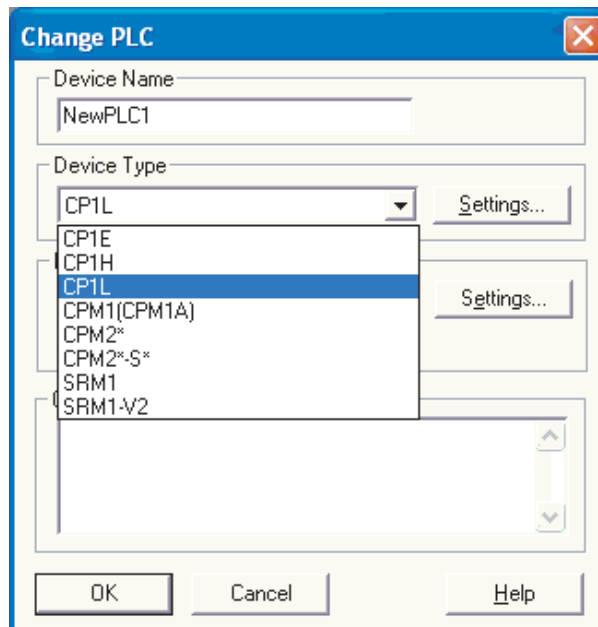 Change PLC
Device Name
NewPLC1
Device Type
CP1L
Settings...
CP1E
CP1H
CP1L
CPM1(CPM1A)
CPM2*
CPM2*-S*
SRM1
SRM1-V2
Settings...
OK
Cancel
Help